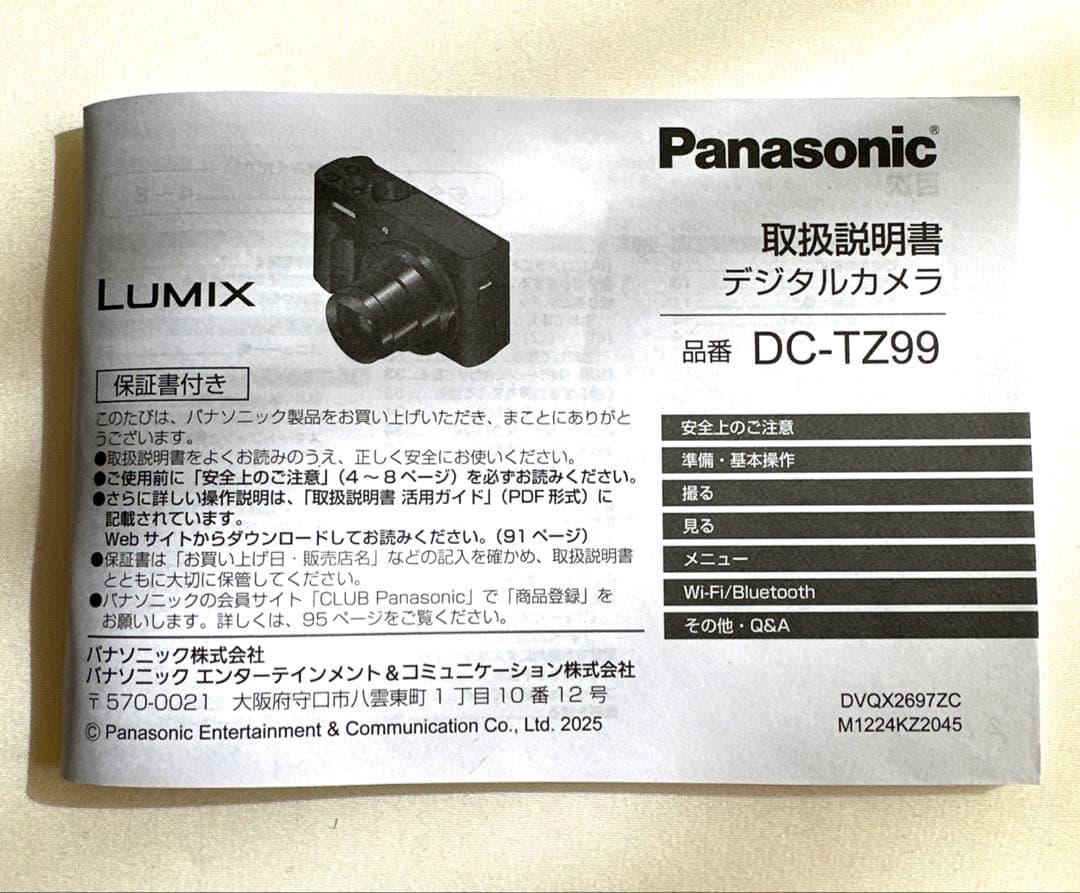 Panasonic®
取扱説明書
デジタルカメラ
品番 DC-TZ99
LUMIX
保証書付き
このたびは、パナソニック製品をお買い上げいただき、まことにありがと
うございます。
●取扱説明書をよくお読みのうえ、正しく安全にお使いください。
●ご使用前に「安全上のご注意」（4～8ページ）を必ずお読みください。
●さらに詳しい操作説明は、「取扱説明書 活用ガイド」（PDF形式）に
記載されています。
Webサイトからダウンロードしてお読みください。（91ページ）
●保証書は「お買い上げ日・販売店名」などの記入を確かめ、取扱説明書
とともに大切に保管してください。
●パナソニックの会員サイト「CLUB Panasonic」で「商品登録」を
お願いします。詳しくは、95ページをご覧ください。
パナソニック株式会社
パナソニック エンターテインメント＆コミュニケーション株式会社
〒570-0021 大阪府守口市八雲東町1丁目10番12号
© Panasonic Entertainment & Communication Co., Ltd. 2025
安全上のご注意
準備・基本操作
撮る
見る
メニュー
Wi-Fi/Bluetooth
その他・Q&A
DVQX2697ZC
M1224KZ2045